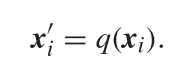 𝒙′ᵢ = q(𝒙ᵢ).